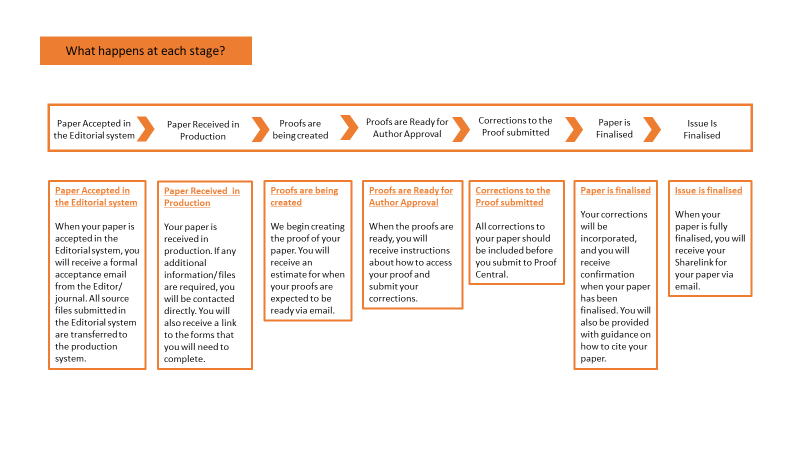 What happens at each stage?
Paper Accepted in
the Editorial system
Paper Received in
Production
Proofs are
being created
Proofs are Ready for
Author Approval
Corrections to the
Proof submitted
Paper is
Finalised
Issue Is
Finalised
Paper Accepted in
the Editorial system
When your paper is
accepted in the
Editorial system, you
will receive a formal
acceptance email
from the Editor/
journal. All source
files submitted in
the Editorial system
are transferred to
the production
system.
Paper Received in
Production
Your paper is
received in
production. If any
additional
information/files
are required, you
will be contacted
directly. You will
also receive a link
to the forms that
you will need to
complete.
Proofs are being
created
We begin creating
the proof of your
paper. You will
receive an
estimate for when
your proofs are
expected to be
ready via email.
Proofs are Ready for
Author Approval
When the proofs are
ready, you will
receive instructions
about how to access
your proof and
submit your
corrections.
Corrections to the
Proof submitted
All corrections to
your paper should
be included before
you submit to Proof
Central.
Paper is finalised
Your corrections
will be
incorporated,
and you will
receive
confirmation
when your paper
has been
finalised. You will
also be provided
with guidance on
how to cite your
paper.
Issue is finalised
When your
paper is fully
finalised, you will
receive your
Sharelink for
your paper via
email.